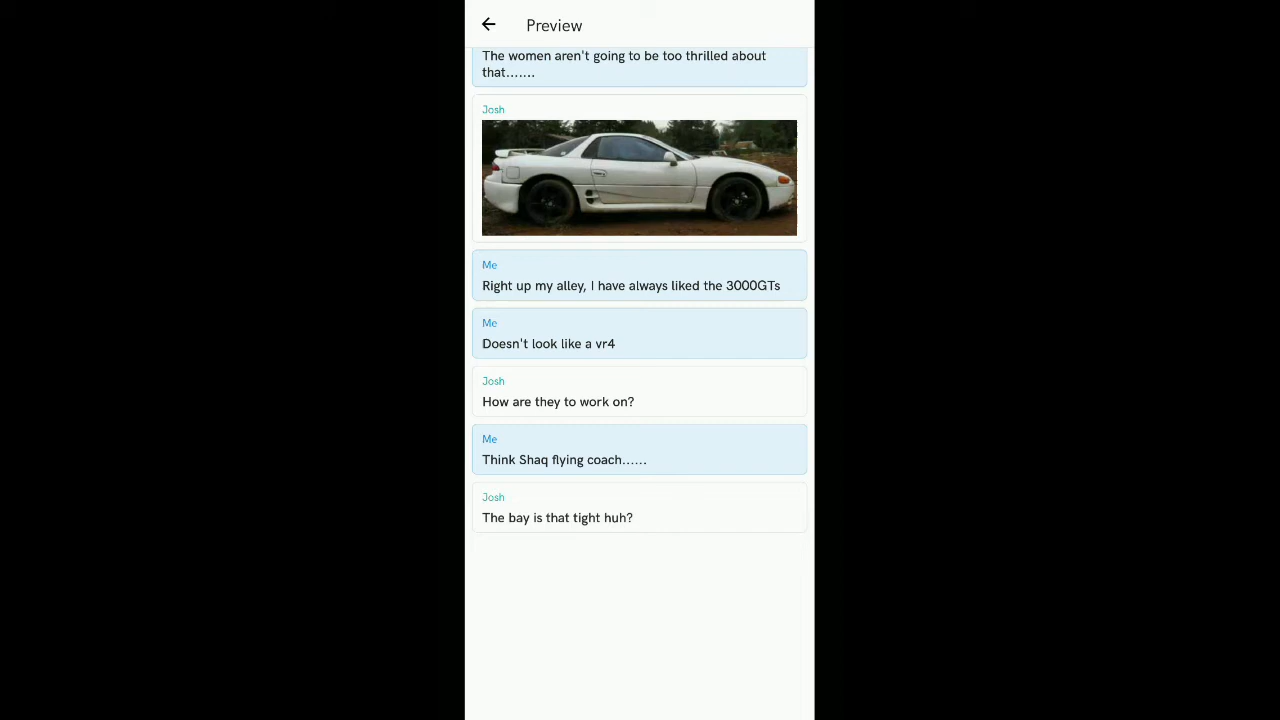 Preview
The women aren't going to be too thrilled about
that.......
Josh
Me
Right up my alley, I have always liked the 3000GTs
Me
Doesn't look like a vr4
Josh
How are they to work on?
Me
Think Shaq flying coach......
Josh
The bay is that tight huh?